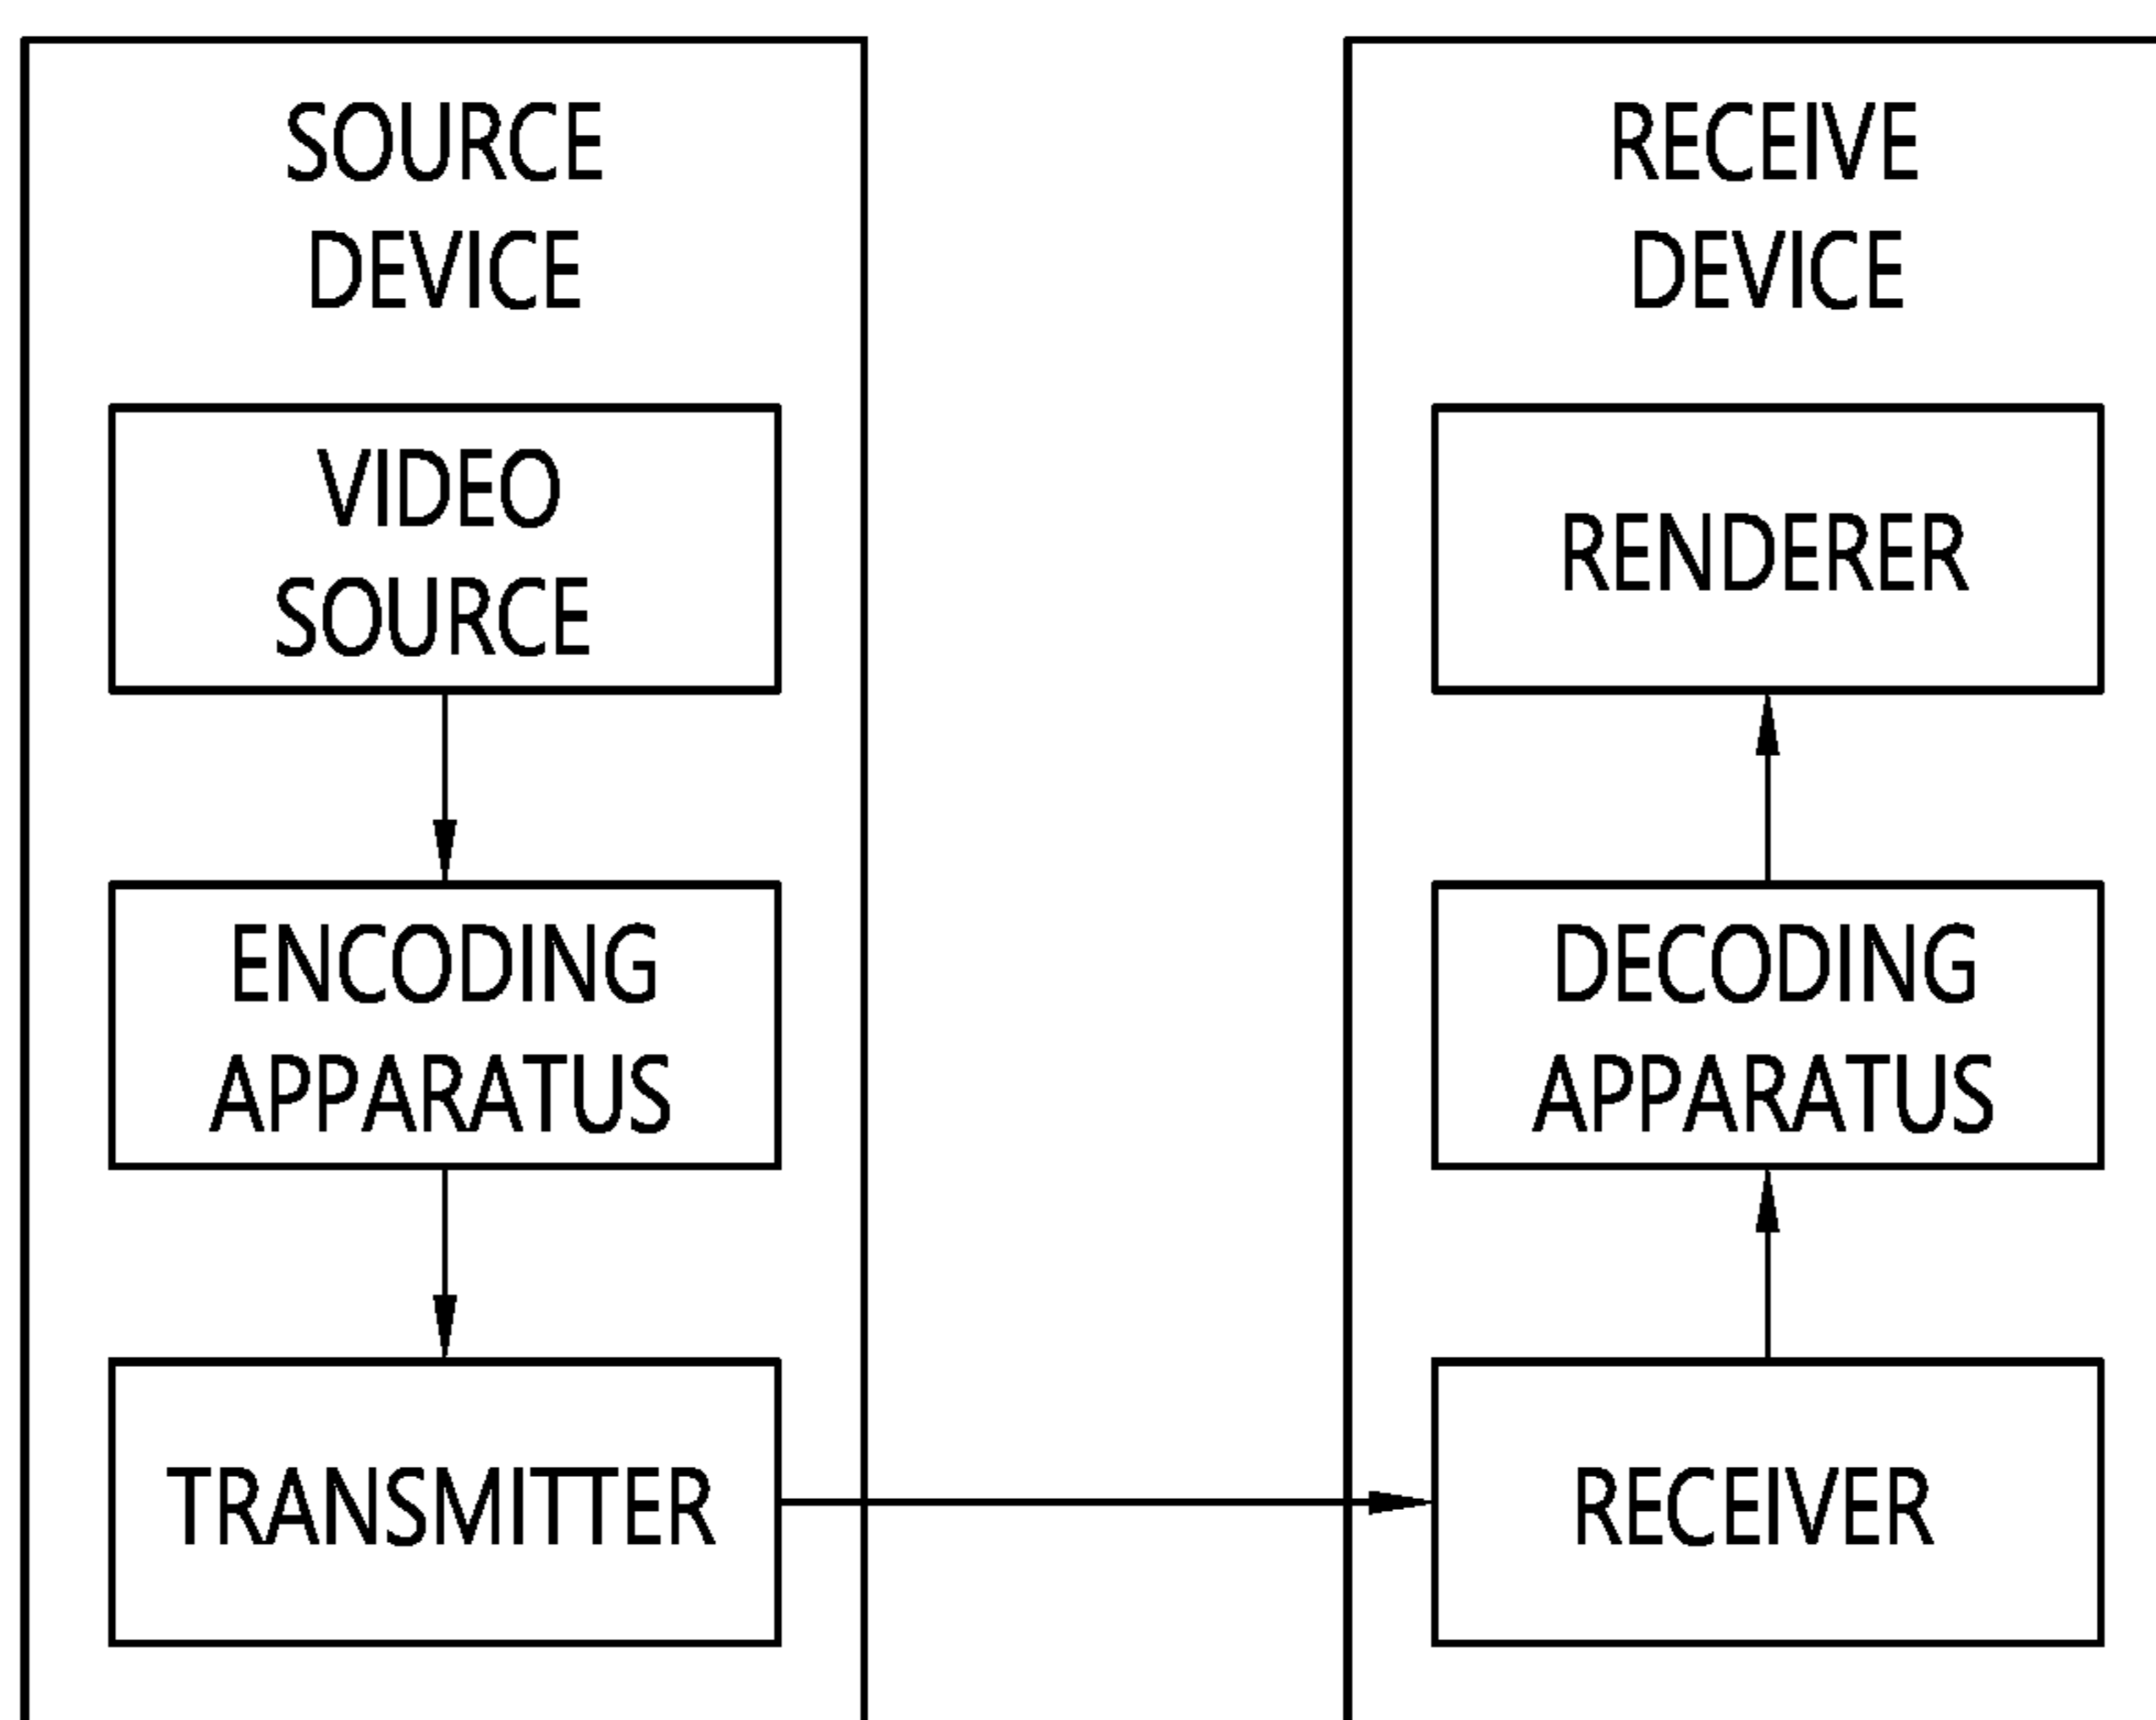 SOURCE
DEVICE
VIDEO
SOURCE
ENCODING
APPARATUS
TRANSMITTER
RECEIVE
DEVICE
RENDERER
DECODING
APPARATUS
RECEIVER